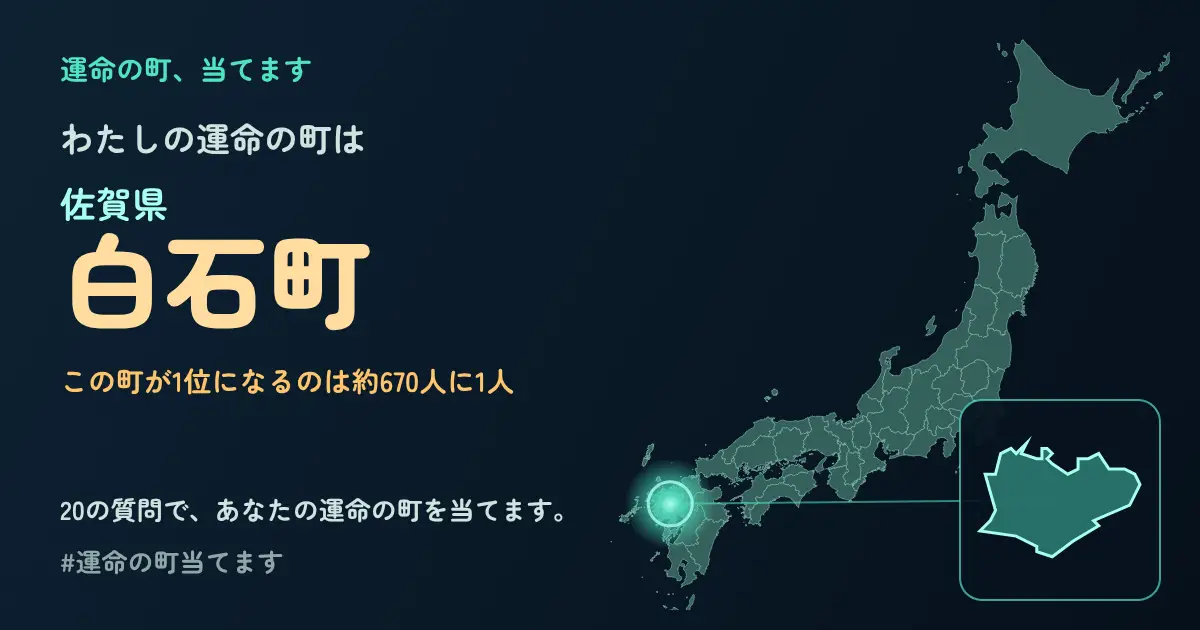 運命の町、当てます
わたしの運命の町は
佐賀県
白石町
この町が1位になるのは約670人に1人
20の質問で、あなたの運命の町を当てます。
#運命の町当てます